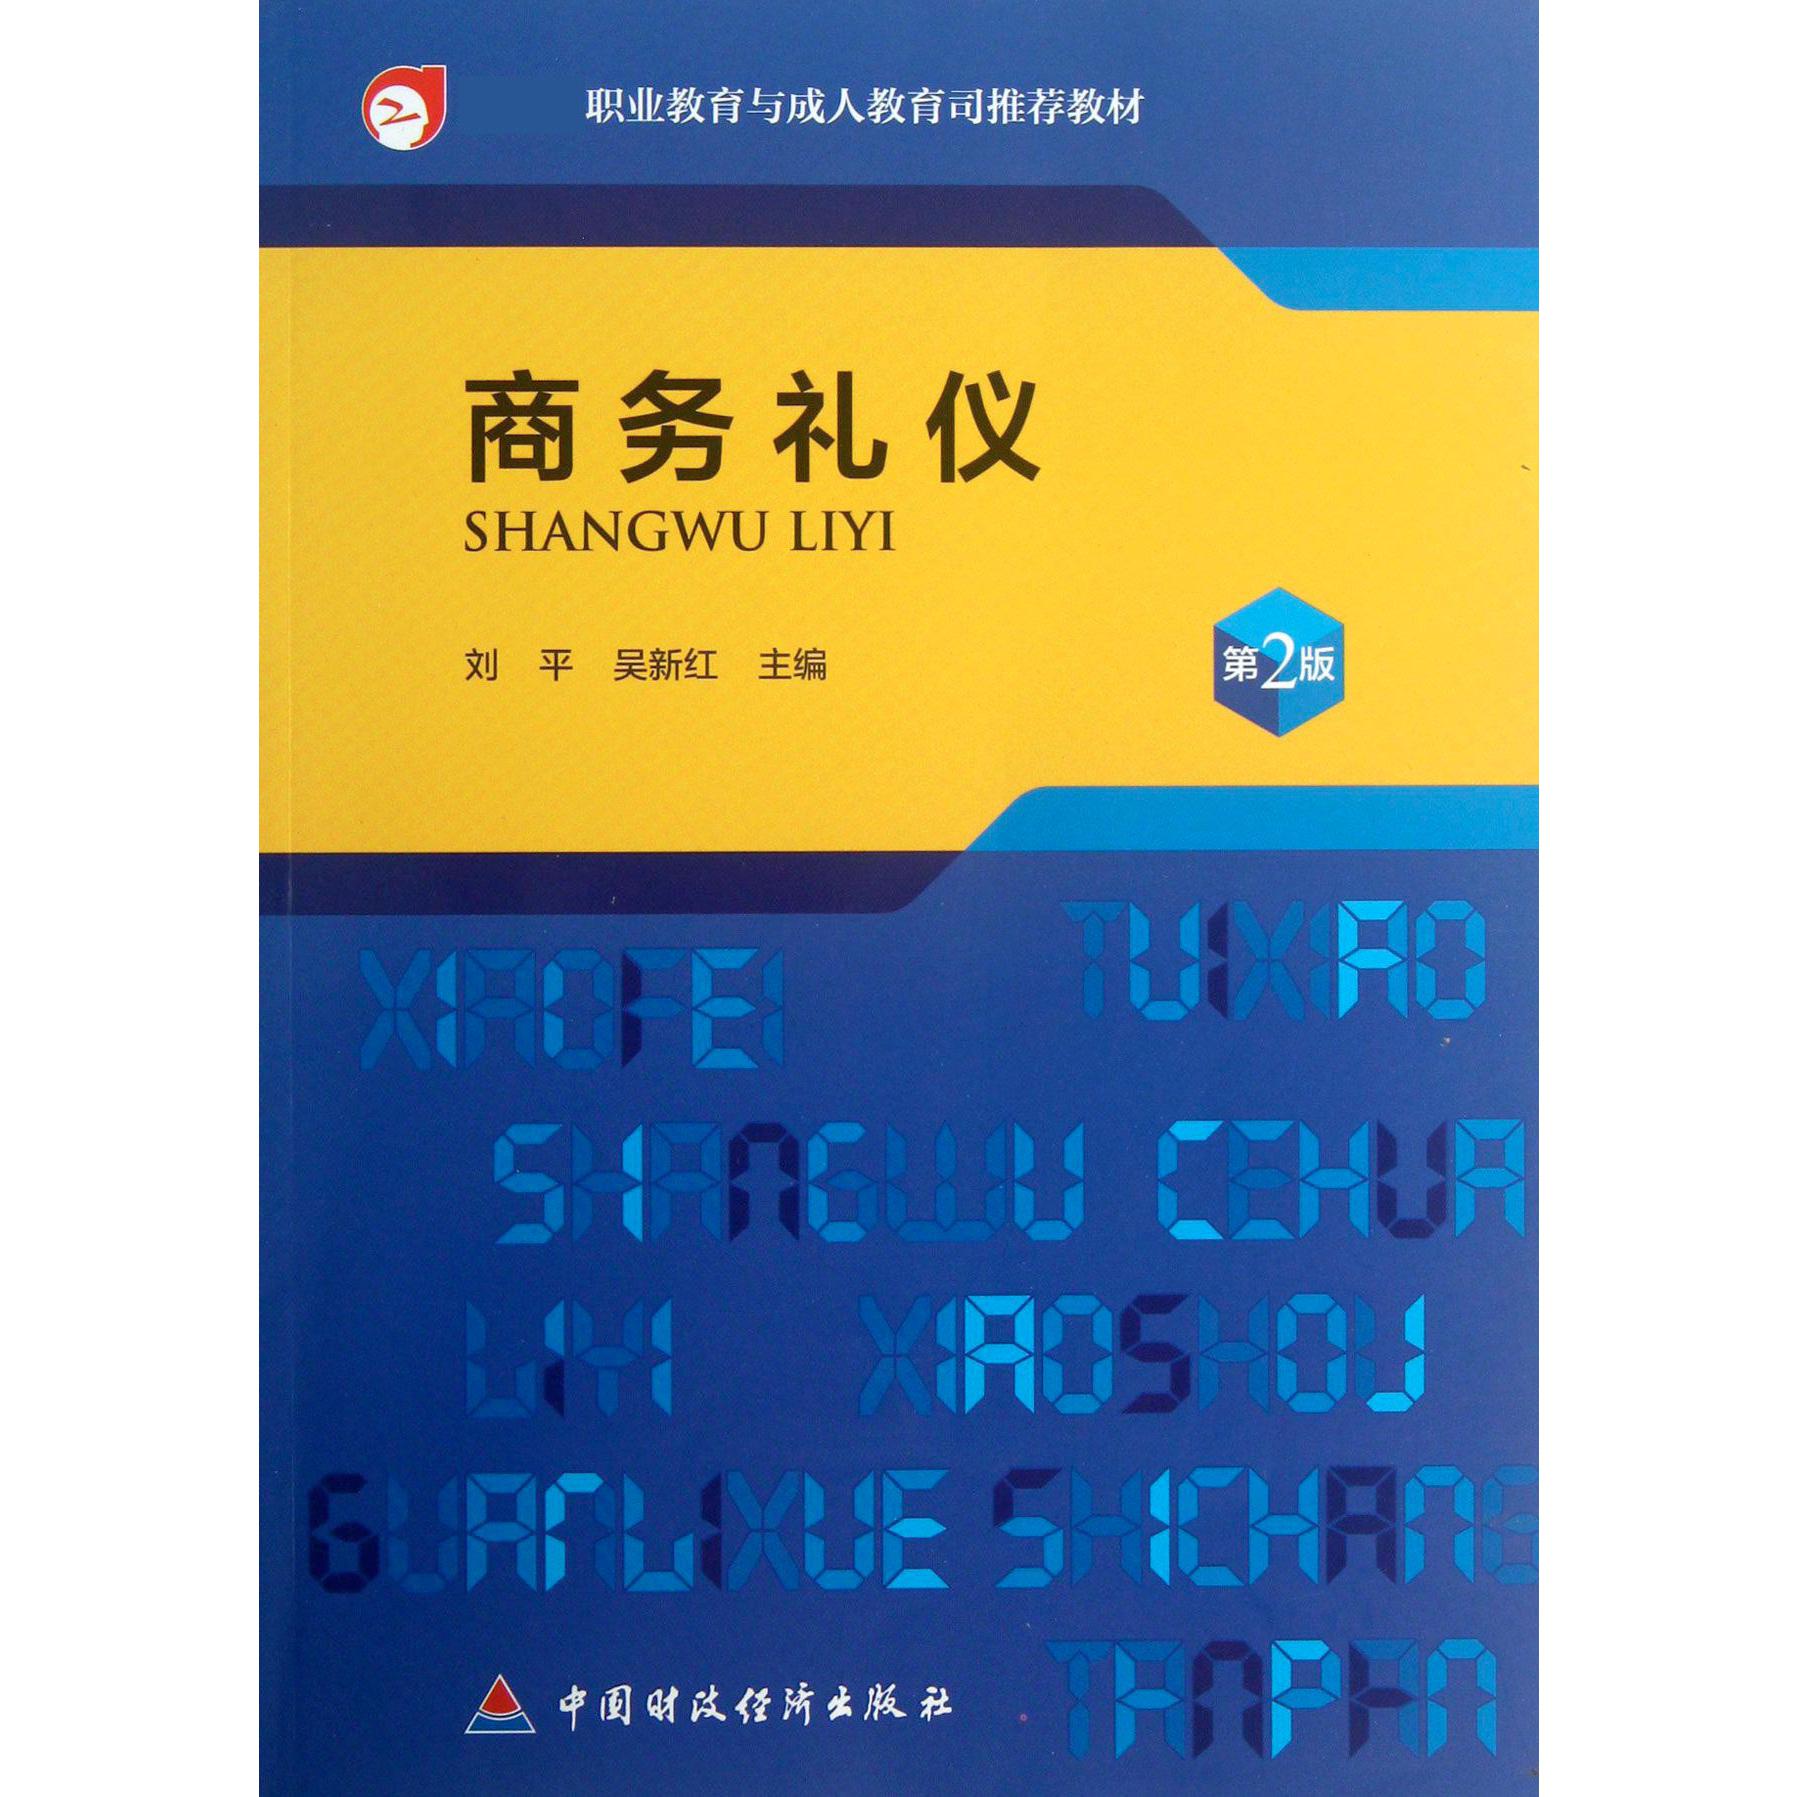 职业教育与成人教育司推荐教材
商务礼仪
SHANGWU LIYI
刘 平 吴新红 主编
第2版
TUIXIAO
XIAOFEI
SHANGWU CEHUA
LIYI XIAOSHOU
GUANLIXUE SHICHANG
TANPAN
中国财政经济出版社